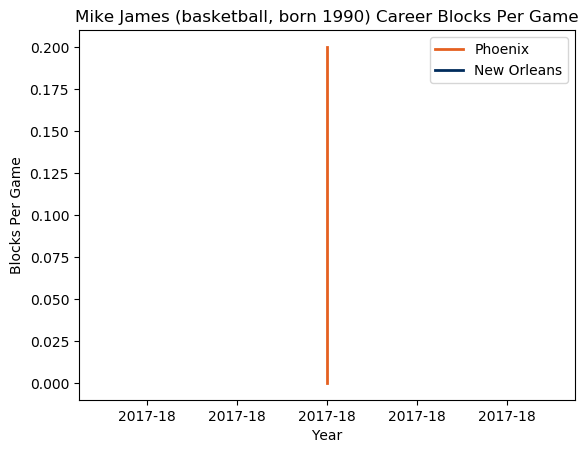 Mike James (basketball, born 1990) Career Blocks Per Game
Phoenix
New Orleans
0.200
0.175
0.150
0.125
0.100
0.075
0.050
0.025
0.000
Blocks Per Game
2017-18 2017-18 2017-18 2017-18 2017-18
Year